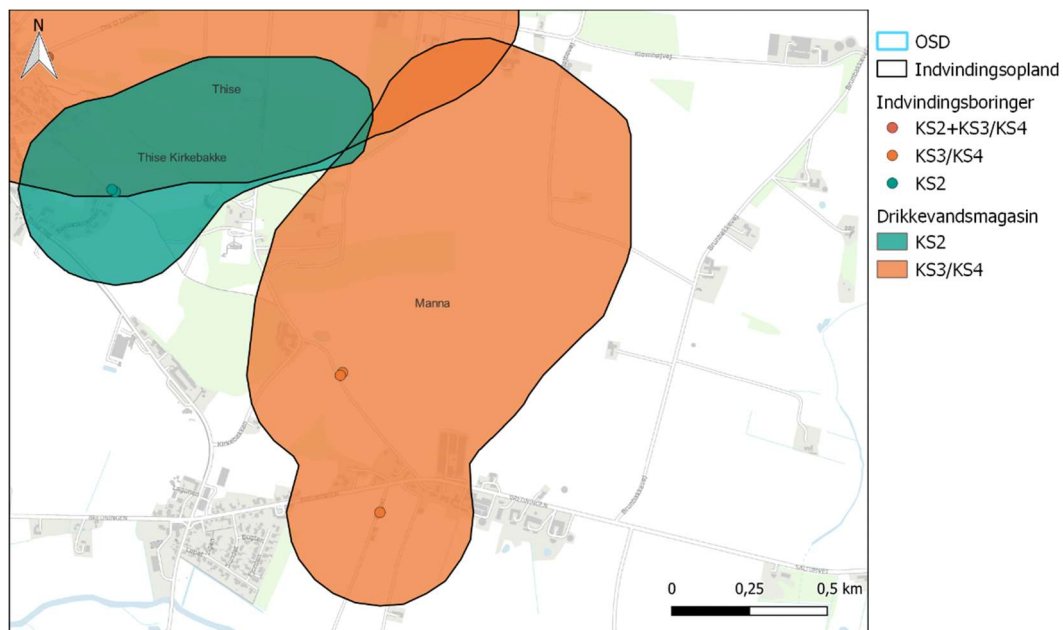 N
Thise
Thise Kirkebakke
Manna
Kirkebakken
0 0,25 0,5 km
OSD
Indvindingsopland
Indvindingsboringer
KS2+KS3/KS4
KS3/KS4
KS2
Drikkevandsmagasin
KS2
KS3/KS4